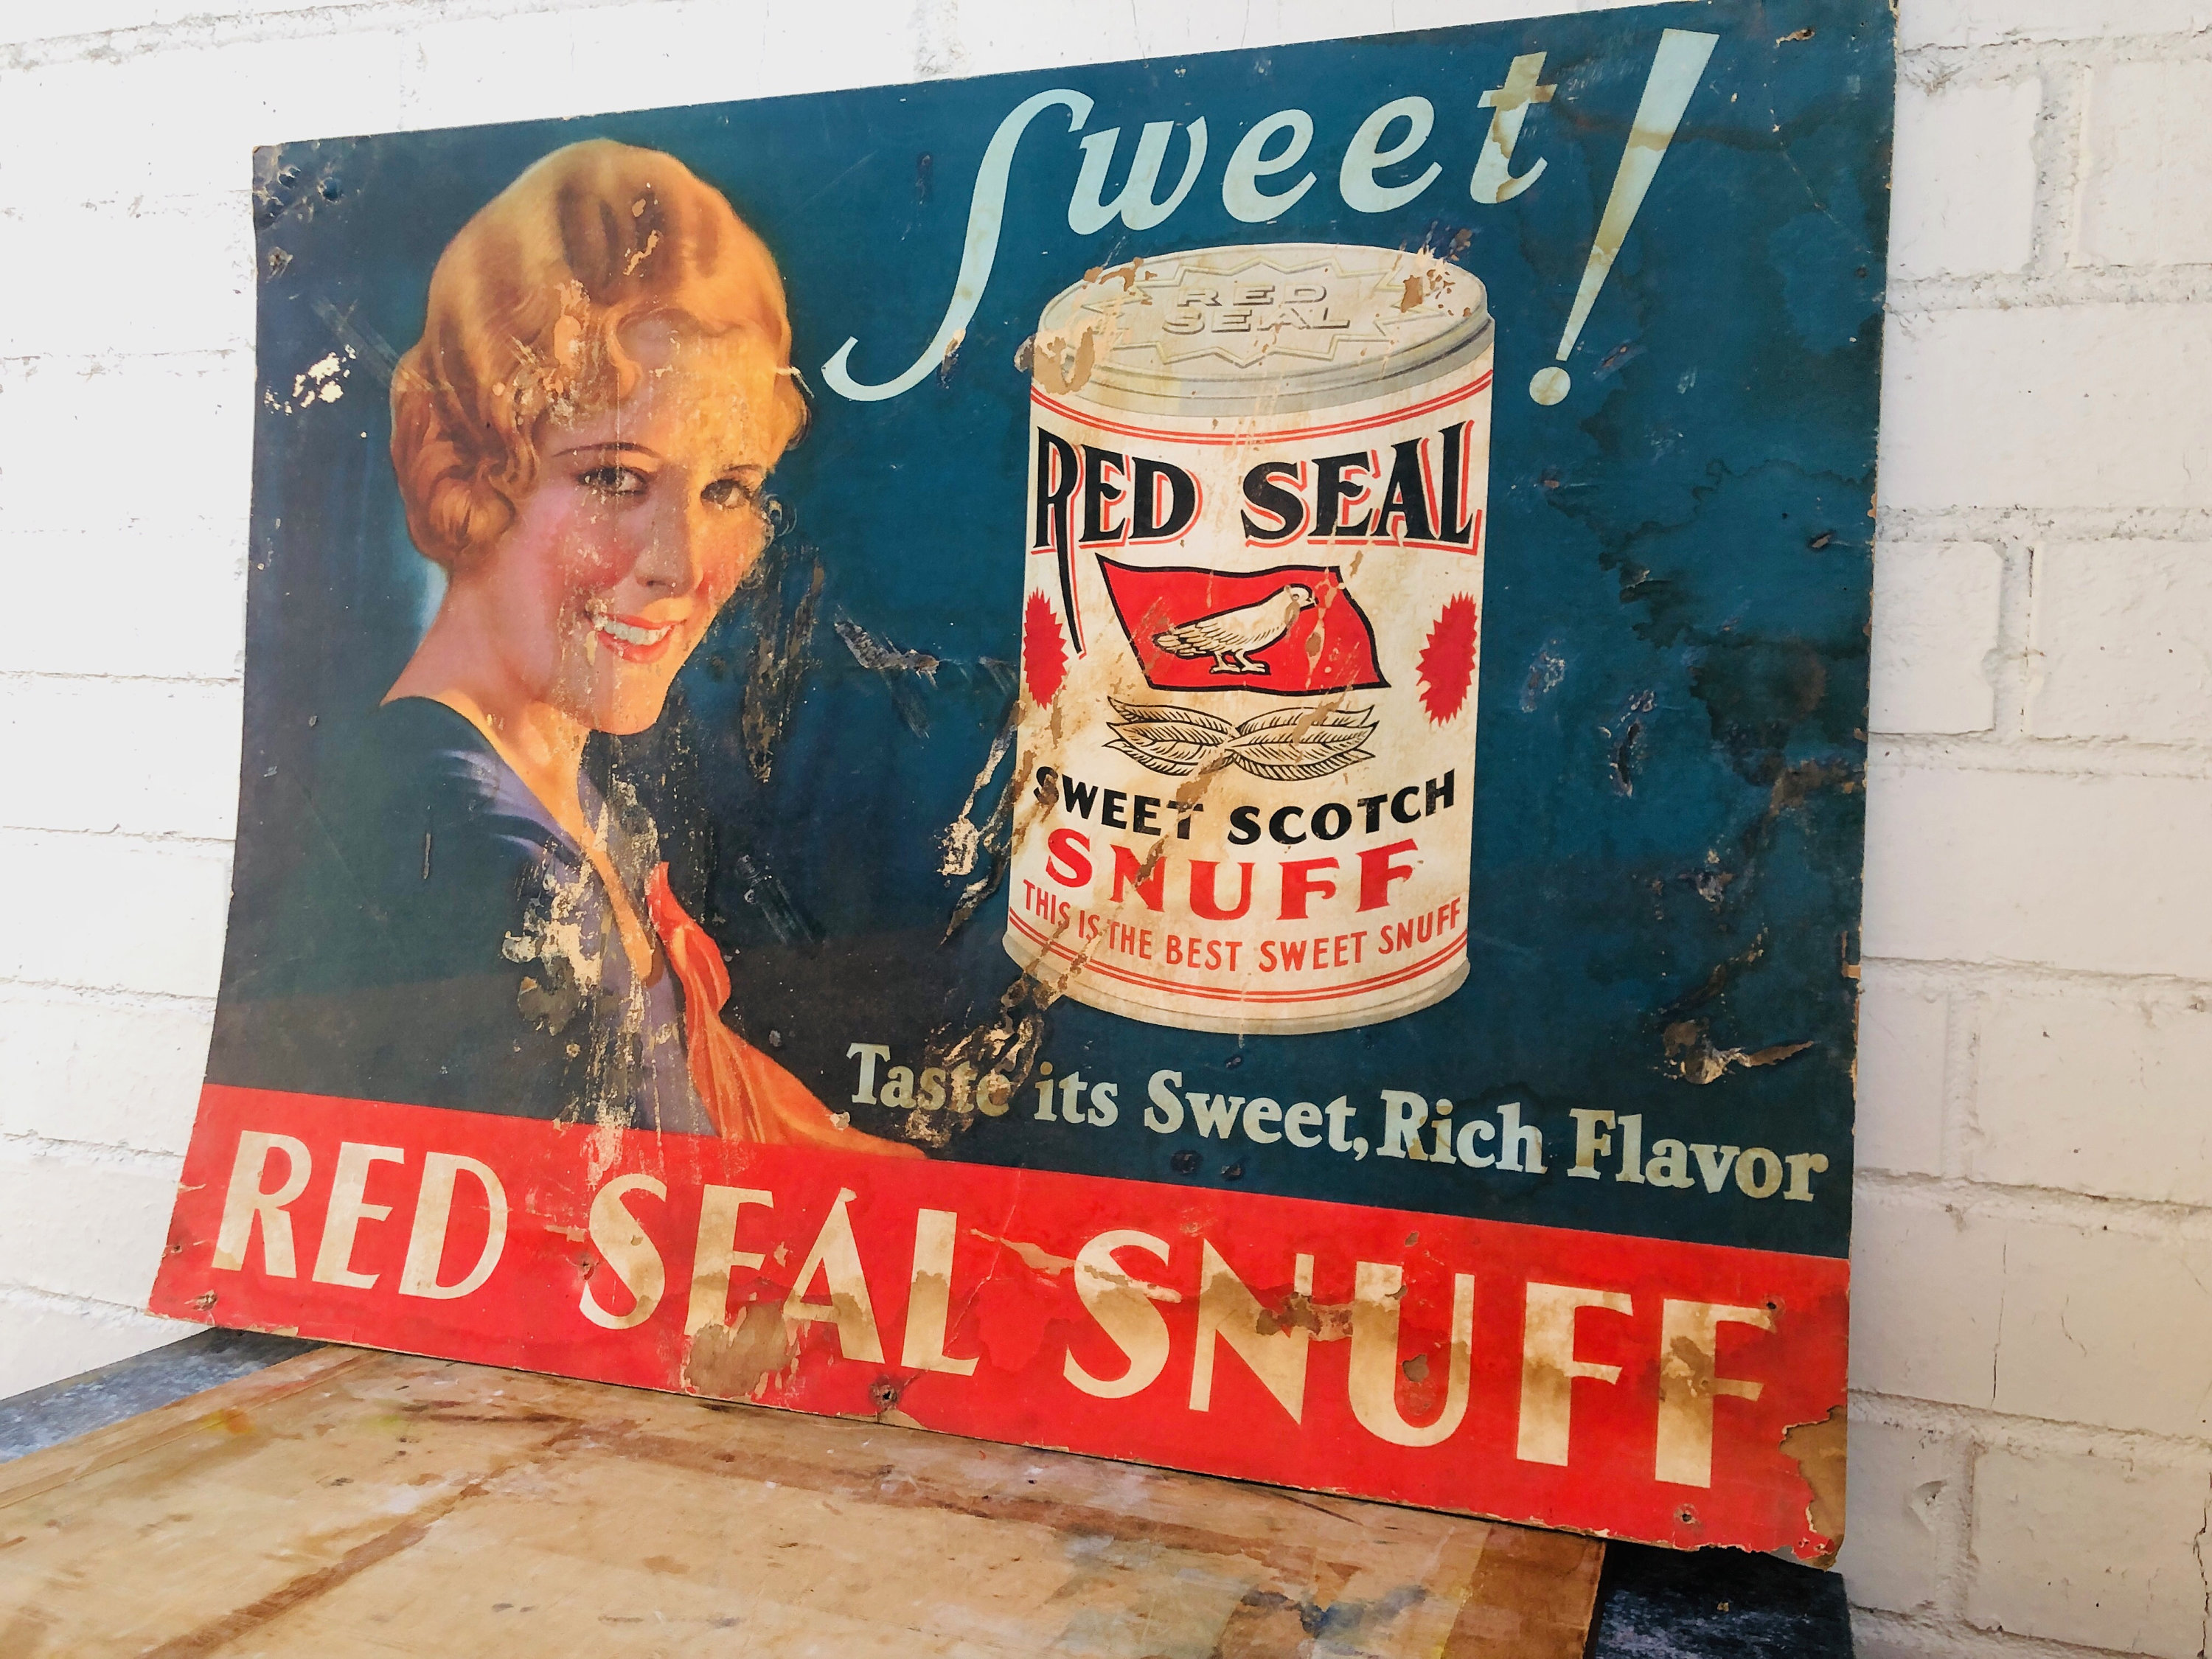 Sweet!
RED
SEAL
RED SEAL
SWEET SCOTCH
SNUFF
THIS IS THE BEST SWEET SNUFF
Taste its Sweet, Rich Flavor
RED SEAL SNUFF